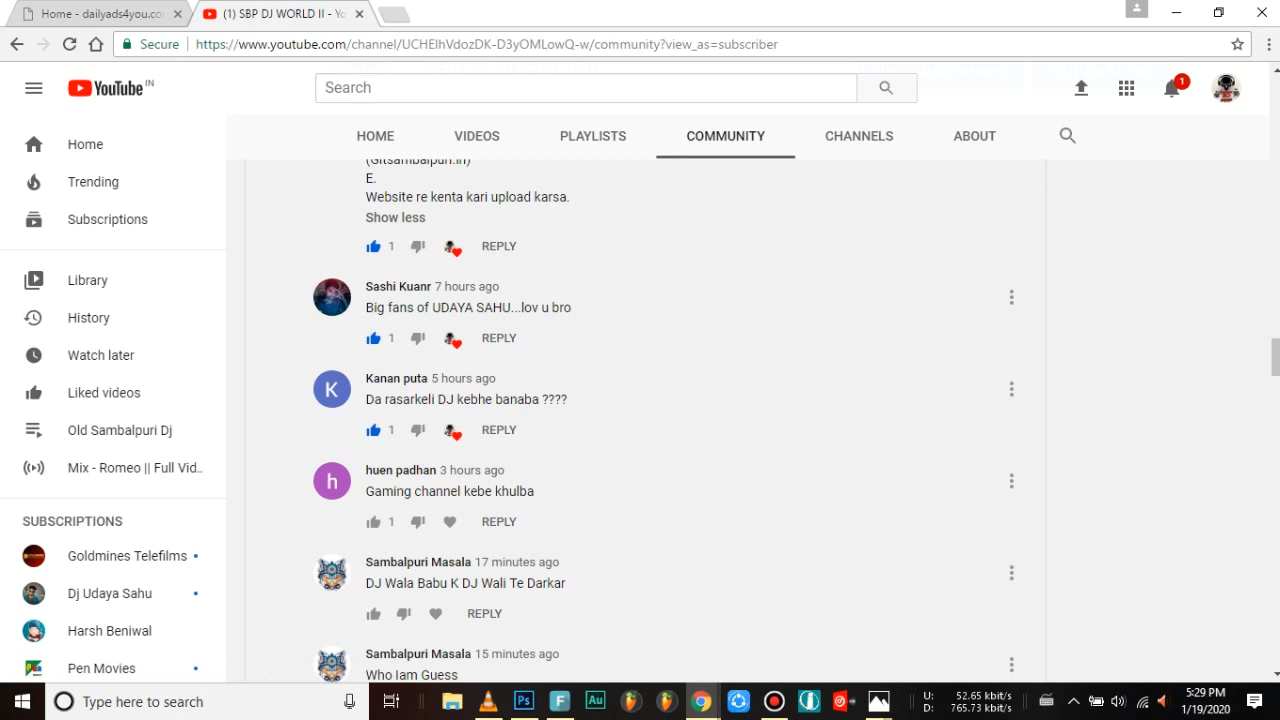 Home - dailyads4you.co
(1) SBP DJ WORLD II - Yo
Secure
https://www.youtube.com/channel/UCHElhVdozDK-D3yOMLowQ-w/community?view_as=subscriber
YouTube IN
Search
1
HOME
VIDEOS
PLAYLISTS
COMMUNITY
CHANNELS
ABOUT
Home
Trending
Subscriptions
Library
History
Watch later
Liked videos
Old Sambalpuri Dj
Mix - Romeo || Full Vid..
SUBSCRIPTIONS
Goldmines Telefilms
Dj Udaya Sahu
Harsh Beniwal
Pen Movies
(Gitsambalpuri.in)
E.
Website re kenta kari upload karsa.
Show less
1 REPLY
Sashi Kuanr 7 hours ago
Big fans of UDAYA SAHU...lov u bro
1 REPLY
K
Kanan puta 5 hours ago
Da rasarkeli DJ kebhe banaba ????
1 REPLY
h
huen padhan 3 hours ago
Gaming channel kebe khulba
1 REPLY
Sambalpuri Masala 17 minutes ago
DJ Wala Babu K DJ Wali Te Darkar
REPLY
Sambalpuri Masala 15 minutes ago
Who Iam Guess
Type here to search
Ps
F
Au
U: 52.65 kbit/s
D: 765.73 kbit/s
5:29 PM
1/19/2020